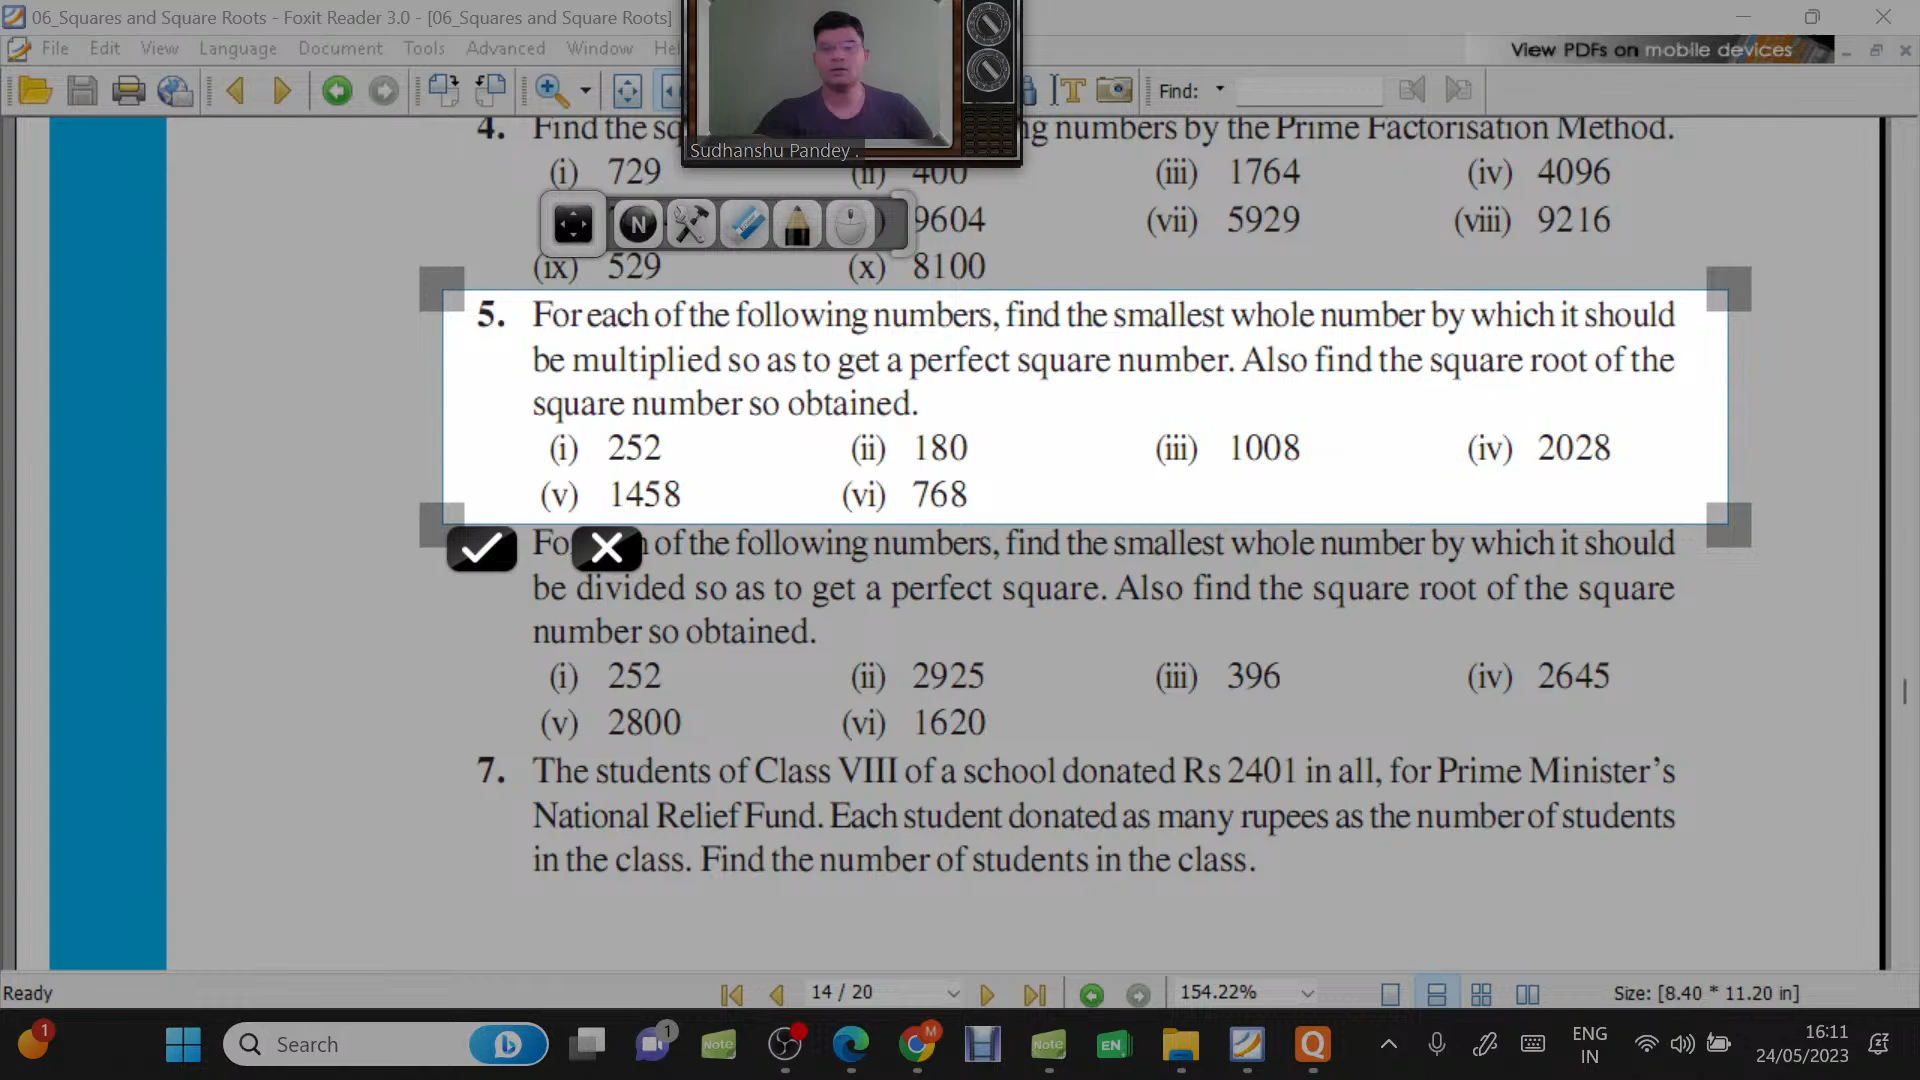 06_Squares and Square Roots - Foxit Reader 3.0 - [06_Squares and Square Roots]
File Edit View Language Document Tools Advanced Window Hel
View PDFs on mobile devices
Find:
Sudhanshu Pandey .
4. Find the sq
ng numbers by the Prime Factorisation Method.
(i) 729 (ii) 400 (iii) 1764 (iv) 4096
N 9604 (vii) 5929 (viii) 9216
(ix) 529 (x) 8100
5. For each of the following numbers, find the smallest whole number by which it should
be multiplied so as to get a perfect square number. Also find the square root of the
square number so obtained.
(i) 252 (ii) 180 (iii) 1008 (iv) 2028
(v) 1458 (vi) 768
Fo of the following numbers, find the smallest whole number by which it should
be divided so as to get a perfect square. Also find the square root of the square
number so obtained.
(i) 252 (ii) 2925 (iii) 396 (iv) 2645
(v) 2800 (vi) 1620
7. The students of Class VIII of a school donated Rs 2401 in all, for Prime Minister's
National Relief Fund. Each student donated as many rupees as the number of students
in the class. Find the number of students in the class.
Ready 14 / 20 154.22% Size: [8.40 * 11.20 in]
1 Search 1 Note M Note EN Q ENG 16:11
IN 24/05/2023